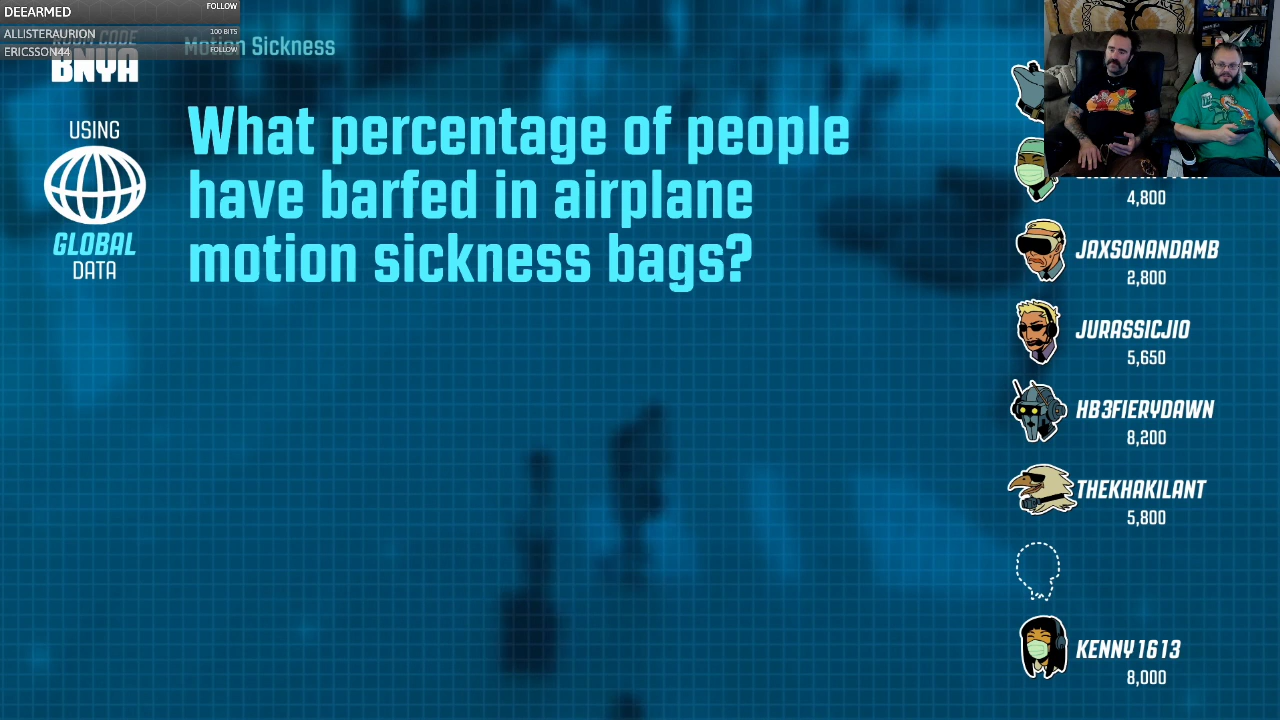 DEEARMED
FOLLOW
ALLISTERAURION
100 BITS
ERICSSON44
FOLLOW
ROOM CODE
BNYA
Motion Sickness
USING
GLOBAL
DATA
What percentage of people
have barfed in airplane
motion sickness bags?
4,800
JAXSONANDAMB
2,800
JURASSICJIO
5,650
HB3FIERYDAWN
8,200
THEKHAKILANT
5,800
KENNY1613
8,000